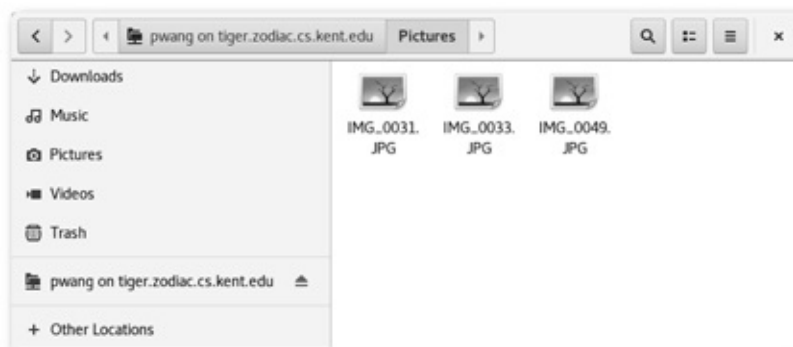 pwang on tiger.zodiac.cs.kent.edu Pictures
Downloads
Music
Pictures
Videos
Trash
pwang on tiger.zodiac.cs.kent.edu
+ Other Locations
IMG_0031. IMG_0033. IMG_0049.
JPG JPG JPG